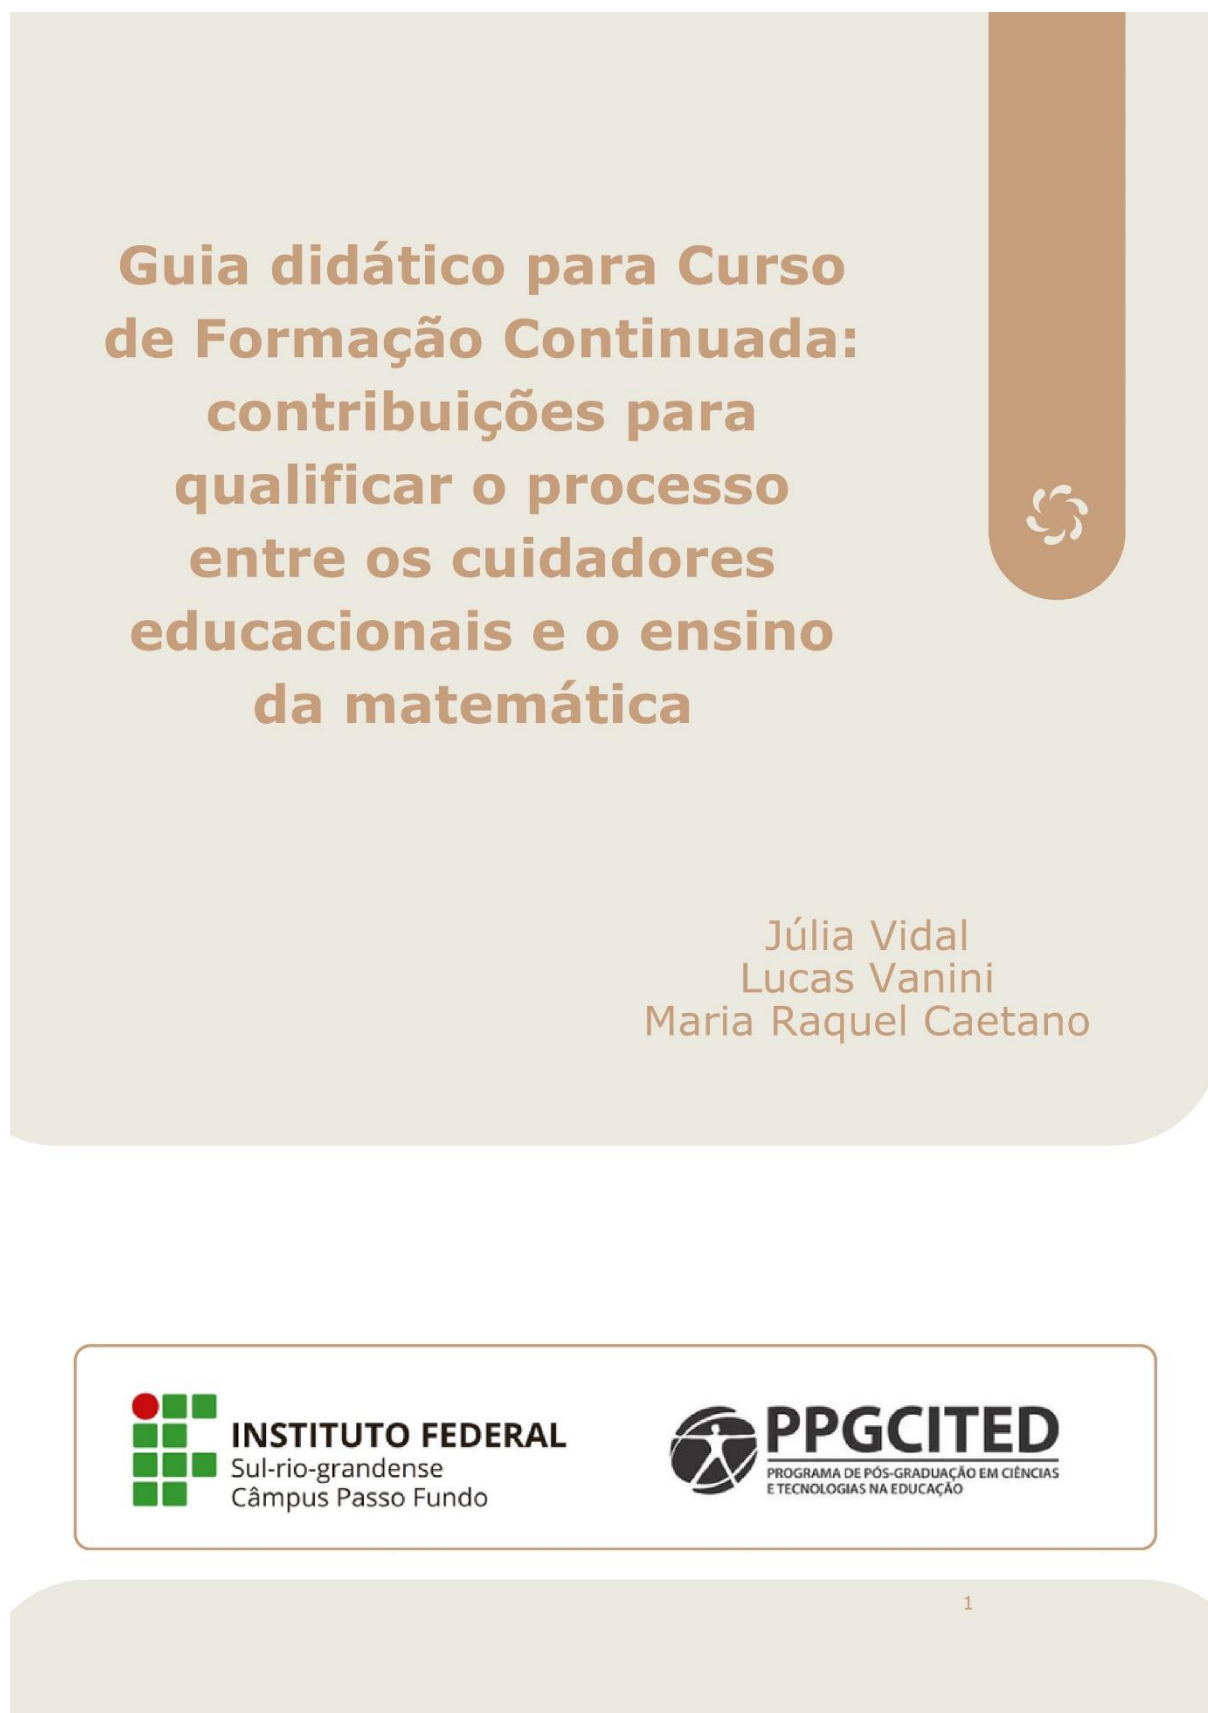 Guia didático para Curso
de Formação Continuada:
contribuições para
qualificar o processo
entre os cuidadores
educacionais e o ensino
da matemática
Júlia Vidal
Lucas Vanini
Maria Raquel Caetano
INSTITUTO FEDERAL
Sul-rio-grandense
Câmpus Passo Fundo
PPGCITED
PROGRAMA DE PÓS-GRADUAÇÃO EM CIÊNCIAS
E TECNOLOGIAS NA EDUCAÇÃO
1